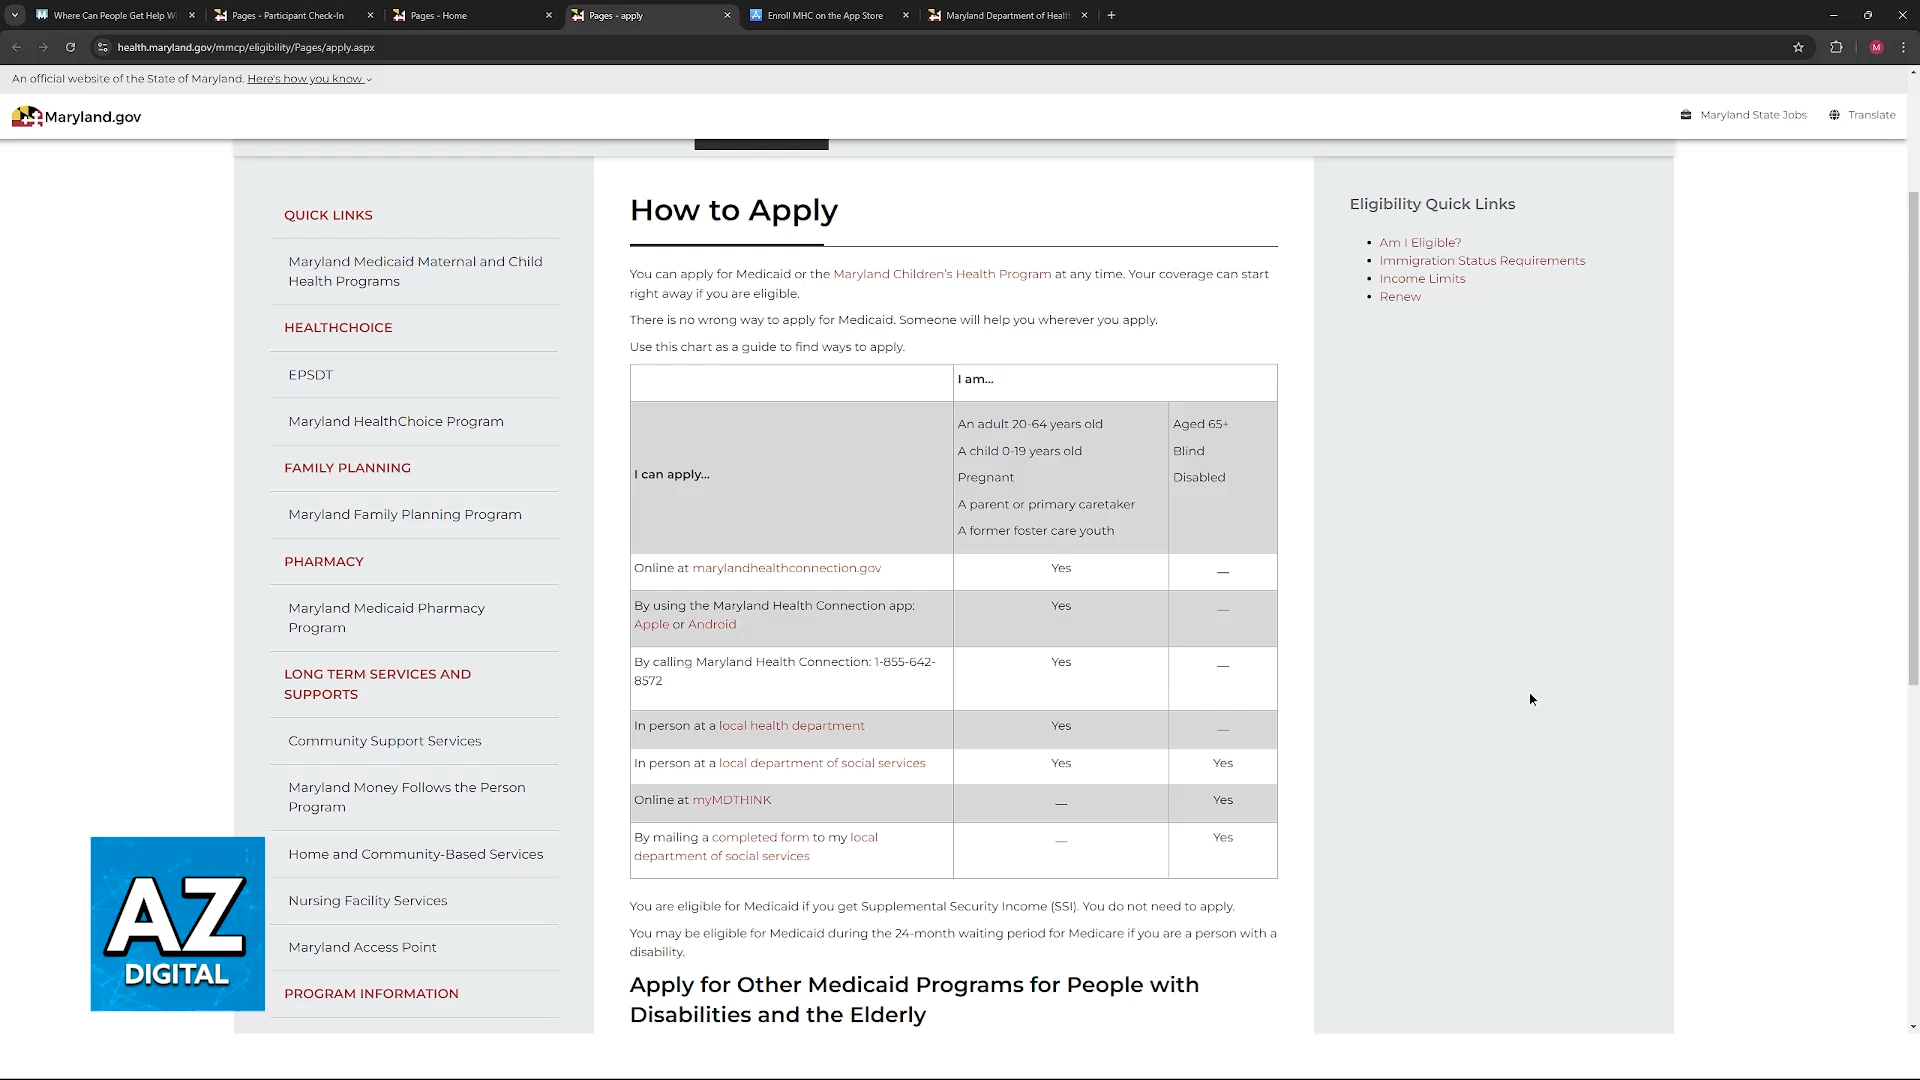 Where Can People Get Help Wi
Pages - Participant Check-In
Pages - Home
Pages - apply
Enroll MHC on the App Store
Maryland Department of Healt
health.maryland.gov/mmcp/eligibility/Pages/apply.aspx
M
An official website of the State of Maryland. Here's how you know
Maryland.gov
Maryland State Jobs
Translate
QUICK LINKS
Maryland Medicaid Maternal and Child
Health Programs
HEALTHCHOICE
EPSDT
Maryland HealthChoice Program
FAMILY PLANNING
Maryland Family Planning Program
PHARMACY
Maryland Medicaid Pharmacy
Program
LONG TERM SERVICES AND
SUPPORTS
Community Support Services
Maryland Money Follows the Person
Program
Home and Community-Based Services
Nursing Facility Services
Maryland Access Point
PROGRAM INFORMATION
How to Apply
You can apply for Medicaid or the Maryland Children's Health Program at any time. Your coverage can start
right away if you are eligible.
There is no wrong way to apply for Medicaid. Someone will help you wherever you apply.
Use this chart as a guide to find ways to apply.
I am...
I can apply...
An adult 20-64 years old
A child 0-19 years old
Pregnant
A parent or primary caretaker
A former foster care youth
Aged 65+
Blind
Disabled
Online at marylandhealthconnection.gov Yes __
By using the Maryland Health Connection app: Yes __
Apple or Android
By calling Maryland Health Connection: 1-855-642- Yes __
8572
In person at a local health department Yes __
In person at a local department of social services Yes Yes
Online at myMDTHINK __ Yes
By mailing a completed form to my local __ Yes
department of social services
You are eligible for Medicaid if you get Supplemental Security Income (SSI). You do not need to apply.
You may be eligible for Medicaid during the 24-month waiting period for Medicare if you are a person with a
disability.
Apply for Other Medicaid Programs for People with
Disabilities and the Elderly
Eligibility Quick Links
Am I Eligible?
Immigration Status Requirements
Income Limits
Renew
AZ
DIGITAL